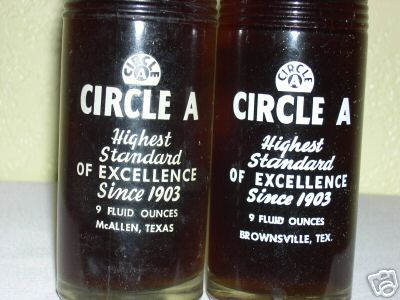 CIRCLE
A
CIRCLE A
Highest
Standard
OF EXCELLENCE
Since 1903
9 FLUID OUNCES
McALLEN, TEXAS
CIRCLE
A
CIRCLE A
Highest
Standard
OF EXCELLENCE
Since 1903
9 FLUID OUNCES
BROWNSVILLE, TEX.